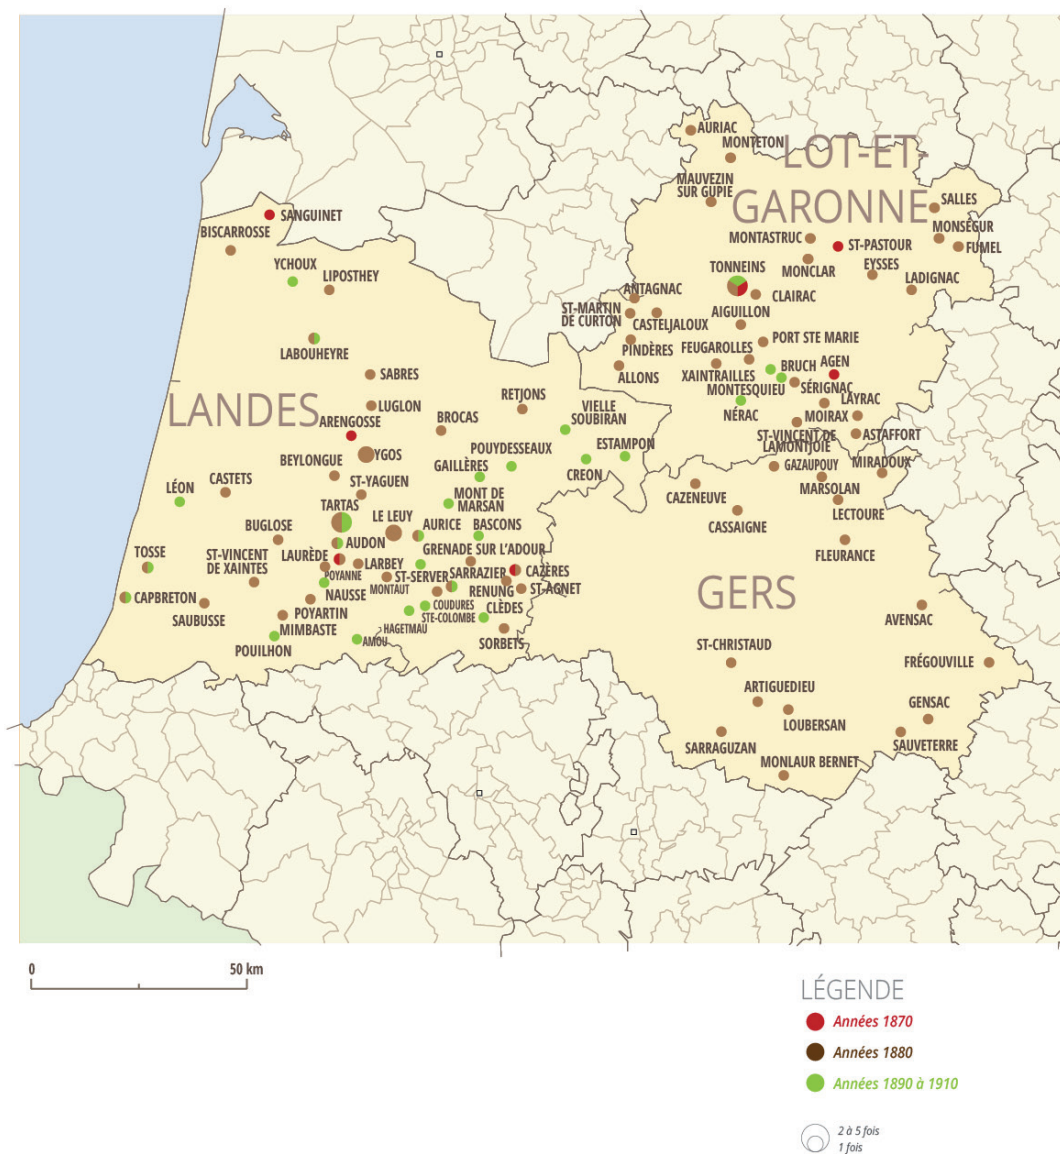 AURIAC
MONTETON
LOT-ET-
GARONNE
MAUVEZIN
SUR GUPIE
SALLES
MONSÉGUR
FUMEL
MONTASTRUC
ST-PASTOUR
MONCLAR
EYSSES
LADIGNAC
TONNEINS
CLAIRAC
ANTAGNAC
ST-MARTIN
DE CURTON
CASTELJALOUX
AIGUILLON
PORT STE MARIE
PINDÈRES
FEUGAROLLES
ALLONS
XAINTRAILLES
BRUCH
AGEN
MONTESQUIEU
SÉRIGNAC
NÉRAC
MOIRAX
LAYRAC
ST-VINCENT DE
LAMONTJOIE
ASTAFFORT
SANGUINET
BISCARROSSE
YCHOUX
LIPOSTHEY
LABOUHEYRE
SABRES
LANDES
LUGLON
ARENGOSSE
BROCAS
RETJONS
VIELLE
SOUBIRAN
YGOS
POUYDESSEAUX
ESTAMPON
BEYLONGUE
GAILLÈRES
CREON
CASTETS
LÉON
ST-YAGUEN
MONT DE
MARSAN
TARTAS
LE LEUY
BUGLOSE
AURICE
BASCONS
AUDON
TOSSE
ST-VINCENT
DE XAINTES
LAURÈDE
LARBEY
GRENADE SUR L'ADOUR
POYANNE
MONTAUT
ST-SERVER
SARRAZIER
CAZÈRES
CAPBRETON
NAUSSE
RENUNG
ST-AGNET
SAUBUSSE
POYARTIN
COUDURES
CLÈDES
STE-COLOMBE
MIMBASTE
HAGETMAU
POUILHON
AMOU
SORBETS
GAZAUPOUY
MIRADOUX
CAZENEUVE
MARSOLAN
CASSAIGNE
LECTOURE
FLEURANCE
GERS
AVENSAC
ST-CHRISTAUD
FRÉGOUVILLE
ARTIGUEDIEU
LOUBERSAN
GENSAC
SARRAGUZAN
SAUVETERRE
MONLAUR BERNET
0 50 km
LÉGENDE
Années 1870
Années 1880
Années 1890 à 1910
2 à 5 fois
1 fois